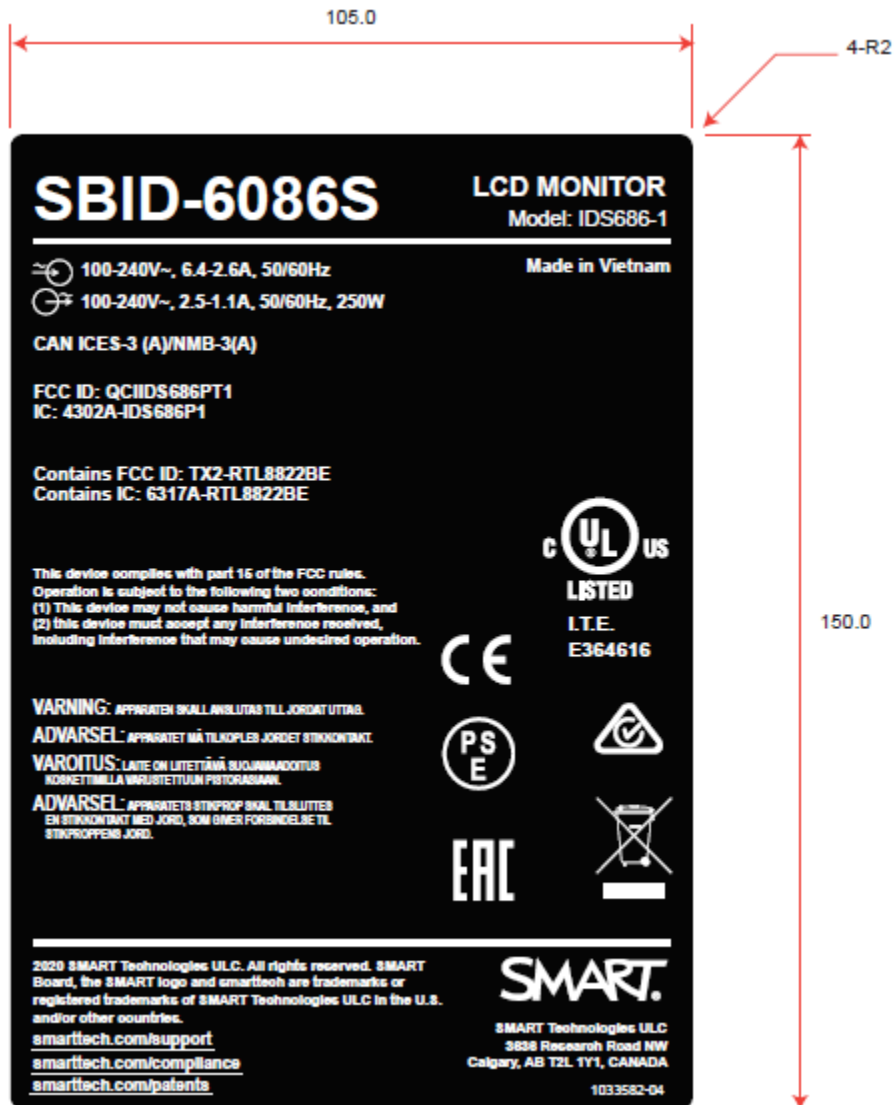 105.0
4-R2
SBID-6086S
LCD MONITOR
Model: IDS686-1
100-240V~, 6.4-2.6A, 50/60Hz
Made in Vietnam
100-240V~, 2.5-1.1A, 50/60Hz, 250W
CAN ICES-3 (A)/NMB-3(A)
FCC ID: QCIIDS686PT1
IC: 4302A-IDS686P1
Contains FCC ID: TX2-RTL8822BE
Contains IC: 6317A-RTL8822BE
C UL ® US
LISTED
I.T.E.
E364616
150.0
This device complies with part 15 of the FCC rules.
Operation is subject to the following two conditions:
(1) This device may not cause harmful interference, and
(2) this device must accept any interference received,
including interference that may cause undesired operation.
CE
VARNING: APPARATEN SKALL ANSLUTAS TILL JORDAT UTTAG.
ADVARSEL: APPARATET MÅ TILKOPLES JORDET STIKKONTAKT.
VAROITUS: LAITE ON LIITETTÄVÄ SUOJAMAADOITUS
KOSKETTIMILLA VARUSTETTUUN PISTORASIAAN.
ADVARSEL: APPARATETS STIKPROP SKAL TILSLUTTES
EN STIKKONTAKT MED JORD, SOM GIVER FORBINDELSE TIL
STIKPROPPENS JORD.
PS
E
EAC
2020 SMART Technologies ULC. All rights reserved. SMART
Board, the SMART logo and smarttech are trademarks or
registered trademarks of SMART Technologies ULC in the U.S.
and/or other countries.
smarttech.com/support
smarttech.com/compliance
smarttech.com/patents
SMART.
SMART Technologies ULC
3636 Research Road NW
Calgary, AB T2L 1Y1, CANADA
1033582-04